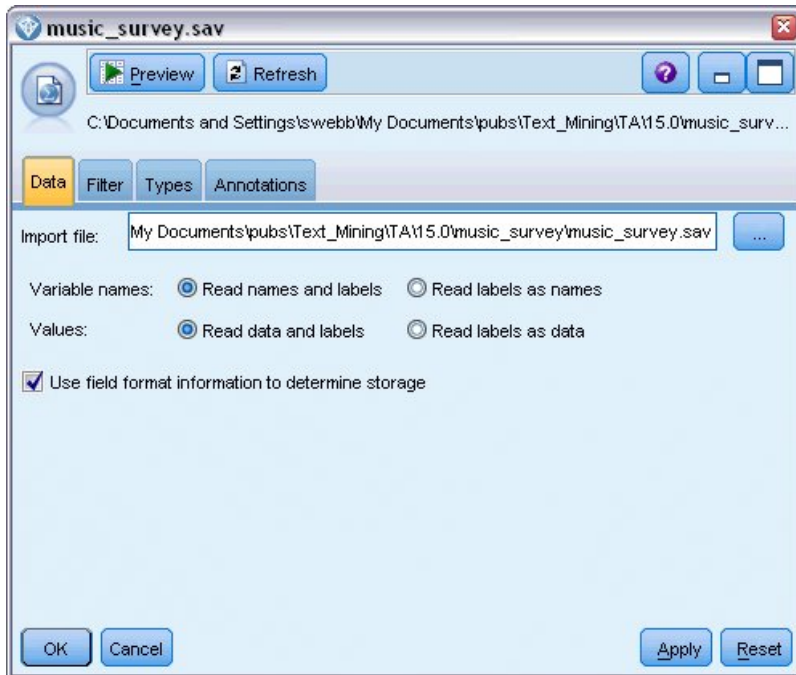 music_survey.sav
Preview Refresh
C:\Documents and Settings\swebb\My Documents\pubs\Text_Mining\TA\15.0\music_surv...
Data Filter Types Annotations
Import file: My Documents\pubs\Text_Mining\TA\15.0\music_survey\music_survey.sav ...
Variable names: Read names and labels Read labels as names
Values: Read data and labels Read labels as data
Use field format information to determine storage
OK Cancel Apply Reset